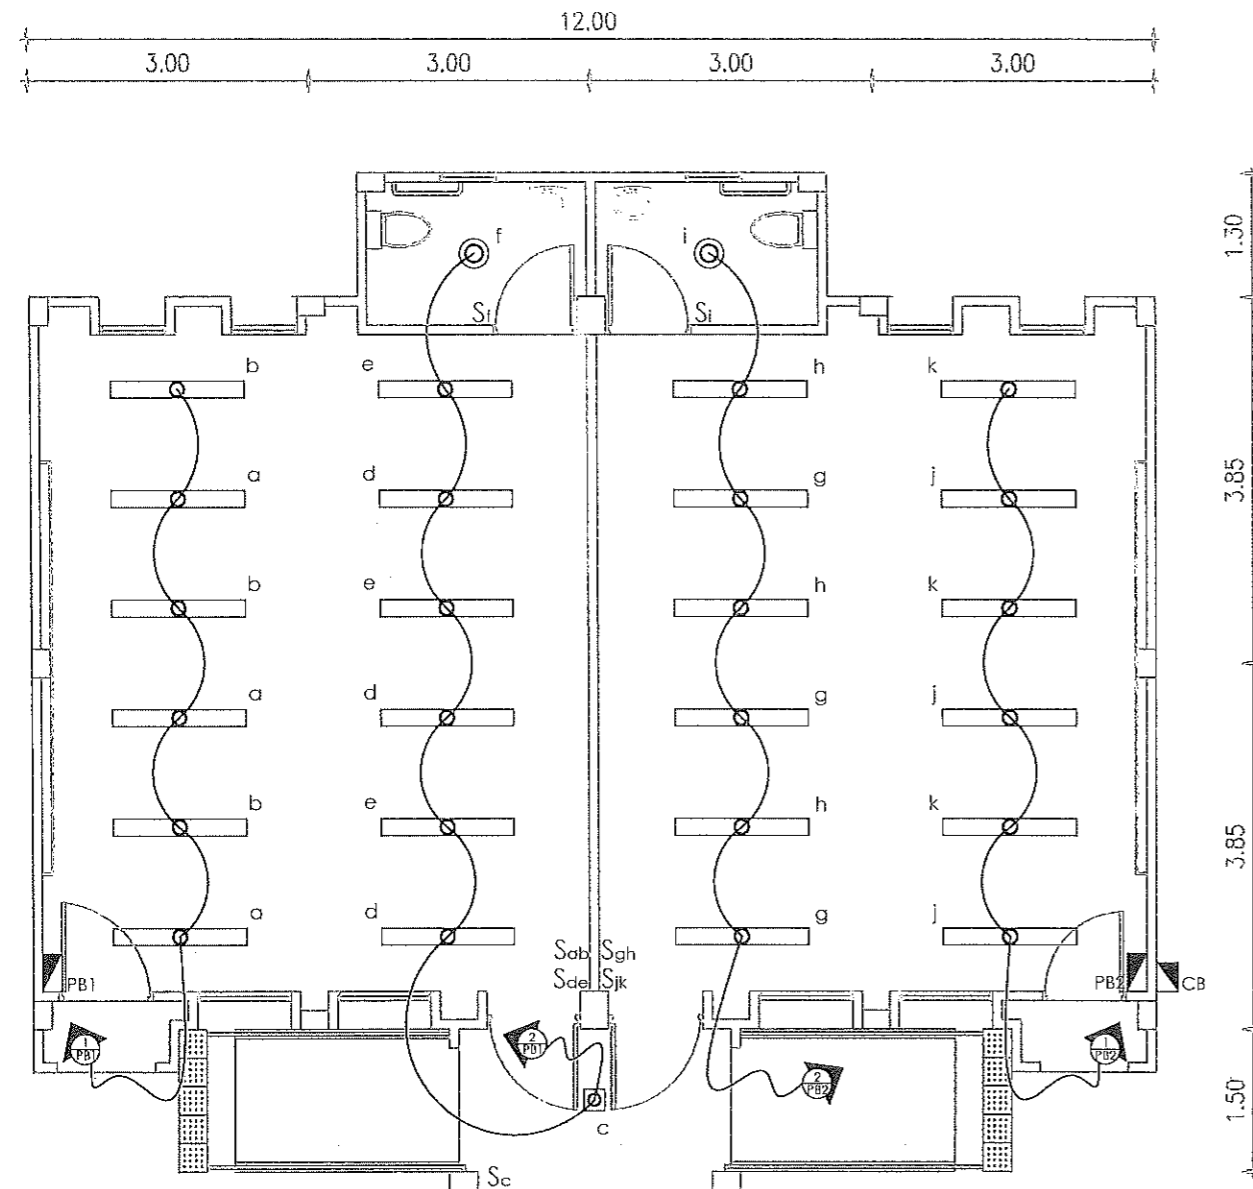 12.00
3.00 3.00 3.00 3.00
1.30
f i
Sf Si
b e h k
a d g j
3.85
b e h k
a d g j
b e h k
3.85
a d g j
Sab Sgh
Sde Sjk
PB1 PB2 CB
1 PB1
2 PB1
2 PB2
1 PB2
1.50
c
Sc